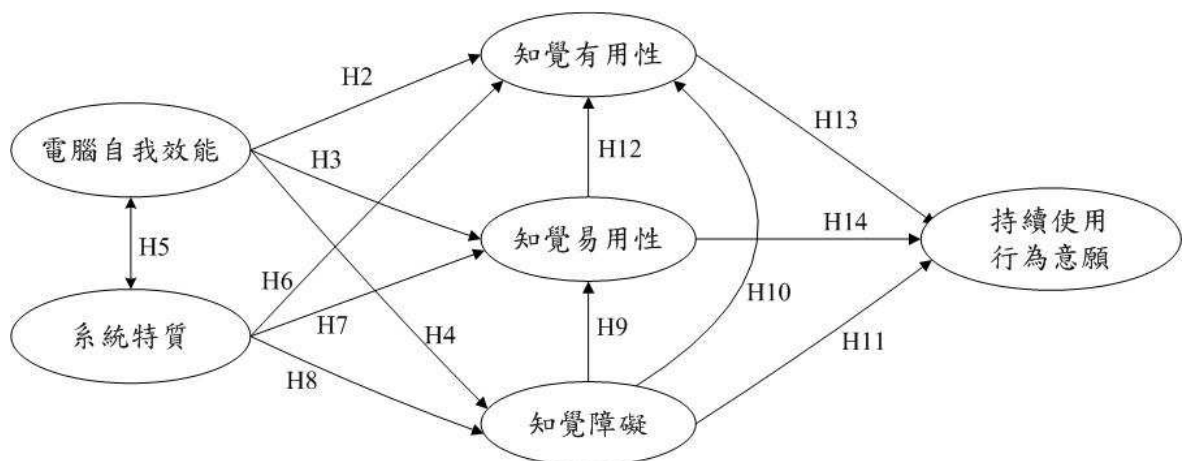 知覺有用性
H2
H13
電腦自我效能
H3
H12
知覺易用性
H14
持續使用
行為意願
H5
H6
H7
H4
H9
H10
系統特質
H8
H11
知覺障礙